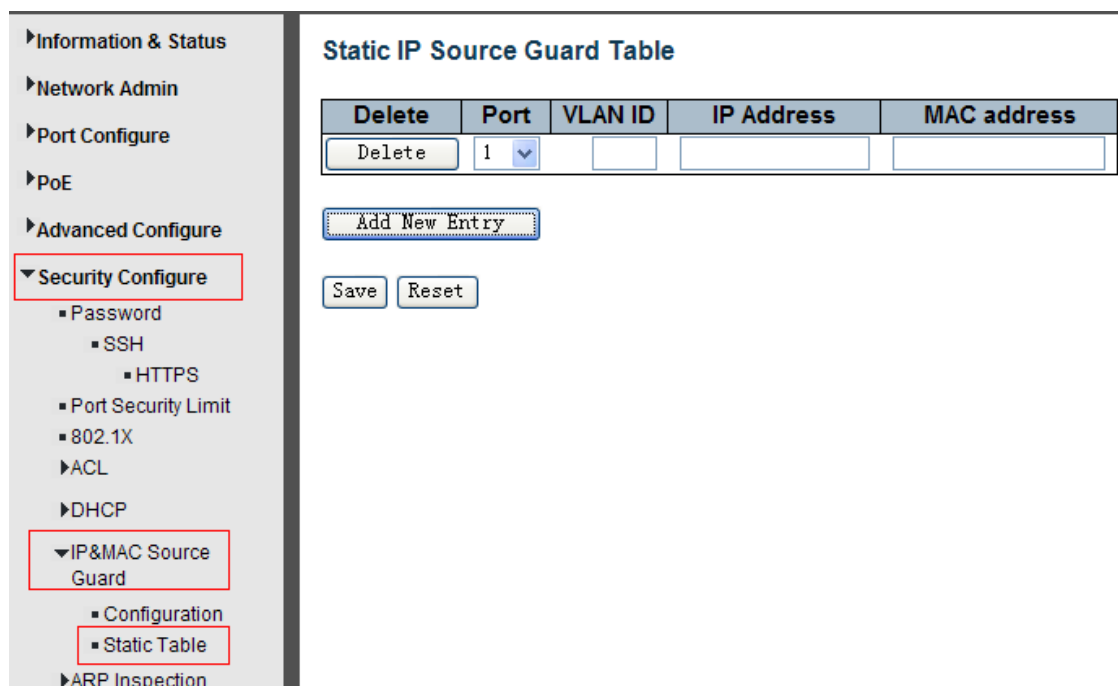 Information & Status
Network Admin
Port Configure
PoE
Advanced Configure
Security Configure
Password
SSH
HTTPS
Port Security Limit
802.1X
ACL
DHCP
IP&MAC Source
Guard
Configuration
Static Table
ARP Inspection
Static IP Source Guard Table
Delete Port VLAN ID IP Address MAC address
Delete 1
Add New Entry
Save Reset